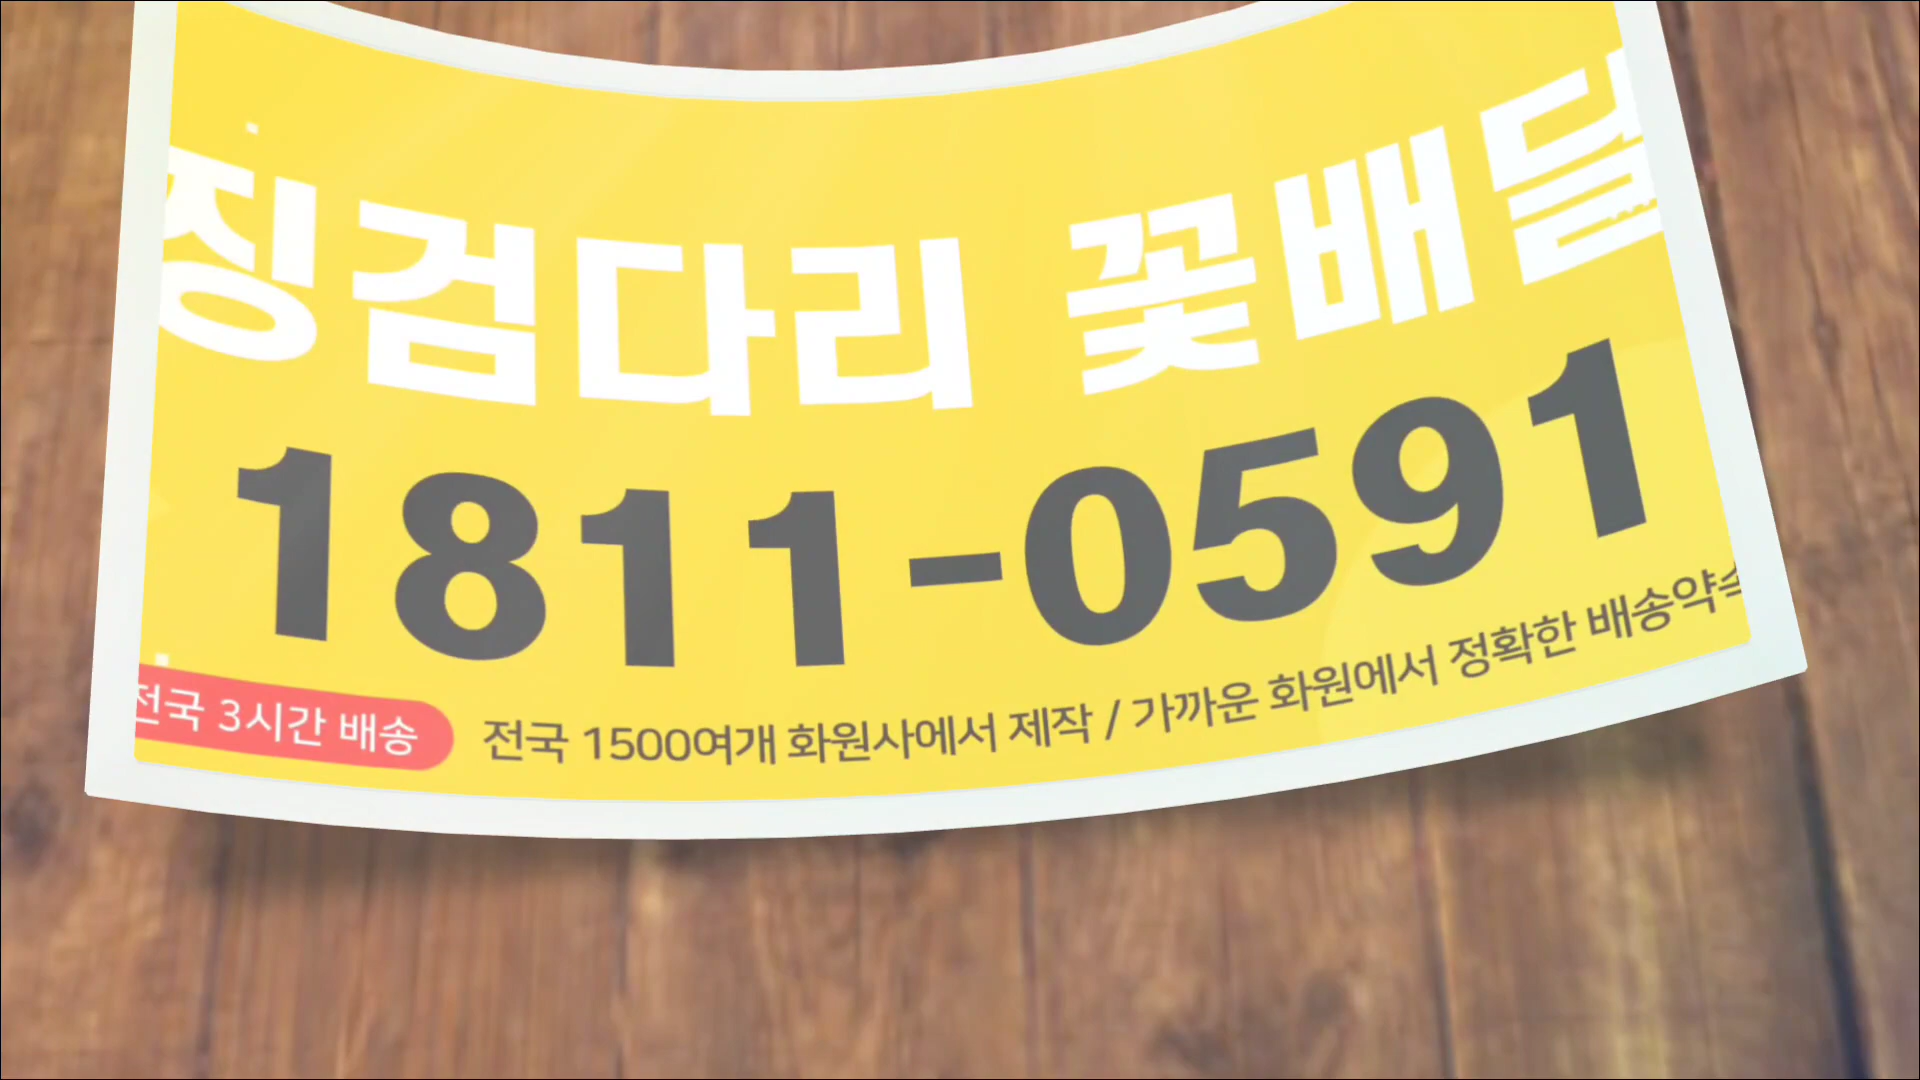 징검다리 꽃배달
1811-0591
전국 3시간 배송
전국 1500여개 화원사에서 제작 / 가까운 화원에서 정확한 배송약속